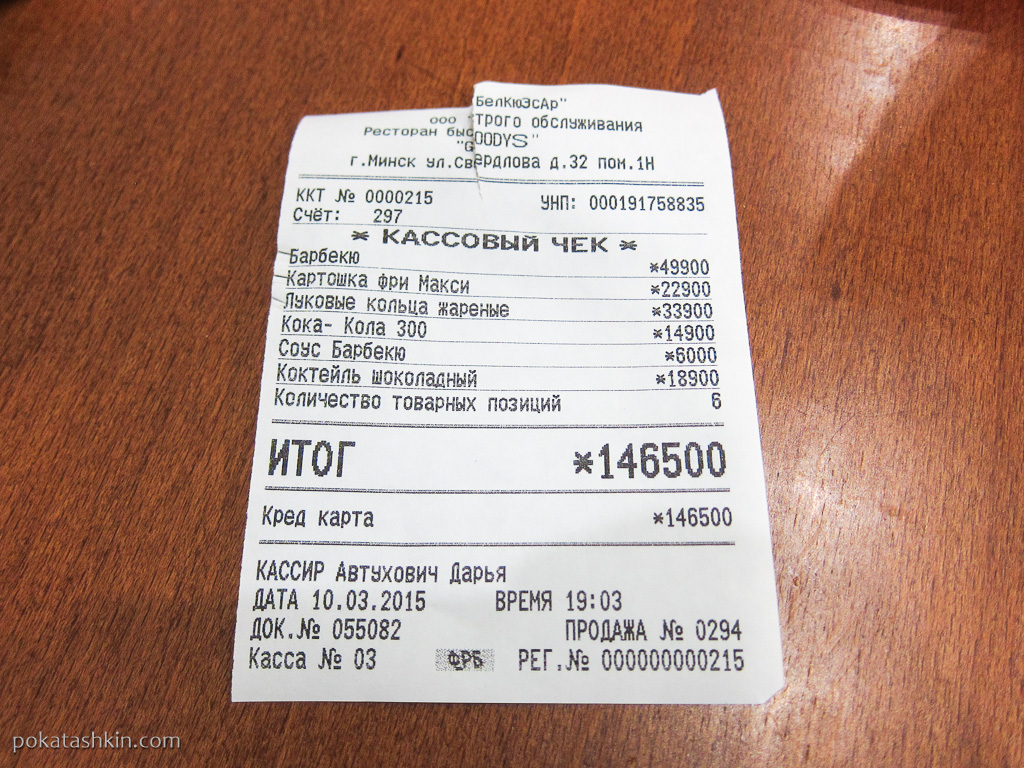 ООО "БелКюЭсАр"
Ресторан быстрого обслуживания
"GOODYS"
г.Минск ул.Свердлова д.32 пом.1Н
ККТ № 0000215 УНП: 000191758835
Счёт: 297
* КАССОВЫЙ ЧЕК *
Барбекю *49900
Картошка фри Макси *22900
Луковые кольца жареные *33900
Кока- Кола 300 *14900
Соус Барбекю *6000
Коктейль шоколадный *18900
Количество товарных позиций 6
ИТОГ *146500
Кред карта *146500
КАССИР Автухович Дарья
ДАТА 10.03.2015 ВРЕМЯ 19:03
ДОК.№ 055082 ПРОДАЖА № 0294
Касса № 03 ФРБ РЕГ.№ 000000000215
pokatashkin.com